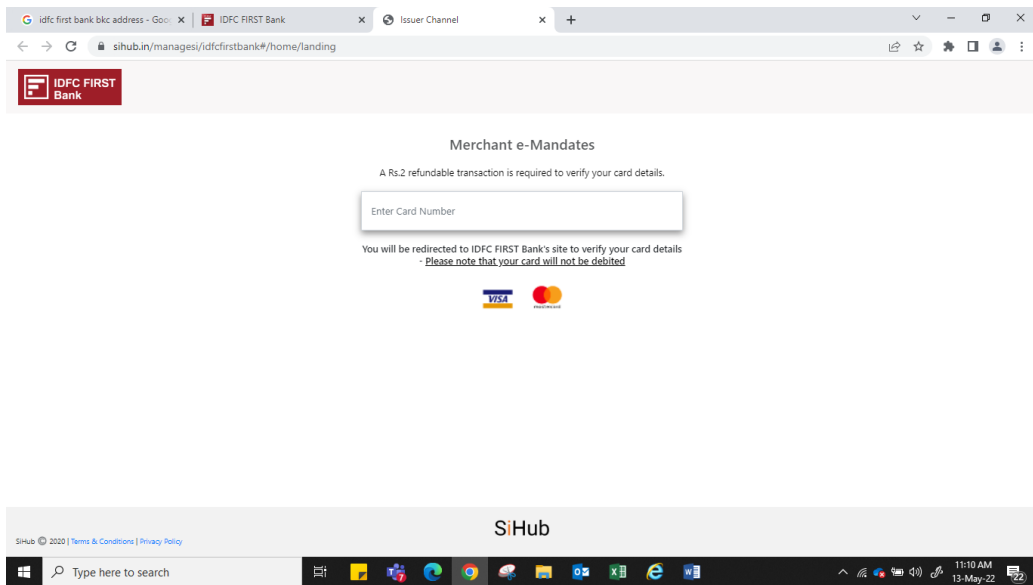 idfc first bank bkc address - Goo
IDFC FIRST Bank
Issuer Channel
sihub.in/managesi/idfcfirstbank#/home/landing
IDFC FIRST
Bank
Merchant e-Mandates
A Rs.2 refundable transaction is required to verify your card details.
Enter Card Number
You will be redirected to IDFC FIRST Bank's site to verify your card details
- Please note that your card will not be debited
VISA
mastercard
SiHub
SiHub © 2020 | Terms & Conditions | Privacy Policy
Type here to search
11:10 AM
13-May-22
22